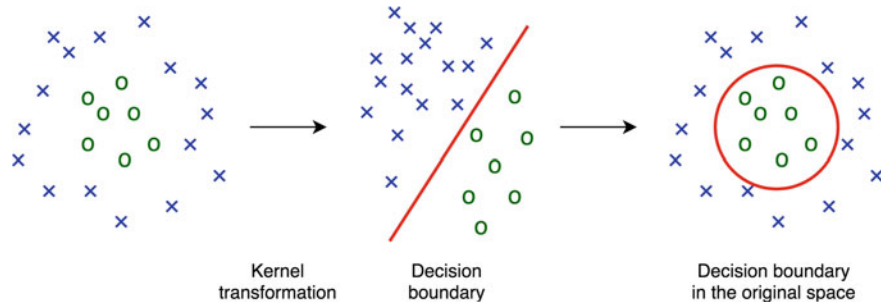 Kernel
transformation
Decision
boundary
Decision boundary
in the original space